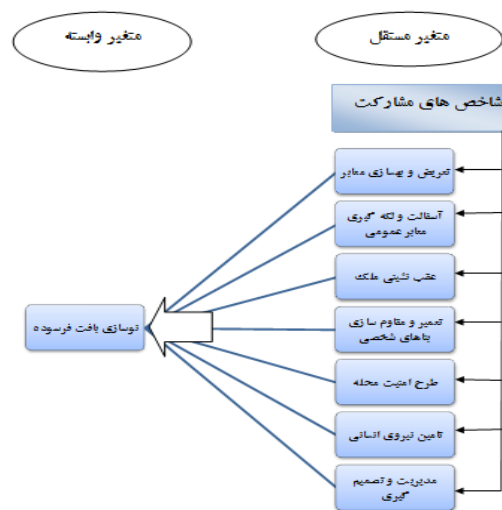 متغیر مستقل
متغیر وابسته
شاخص های مشارکت
تعریض و بهسازی معابر
آسفالت و لکه گیری
معابر عمومی
عقب نشینی ملک
تعمیر و مقاوم سازی
بناهای شخصی
نوسازی بافت فرسوده
طرح امنیت محله
تامین نیروی انسانی
مدیریت و تصمیم
گیری